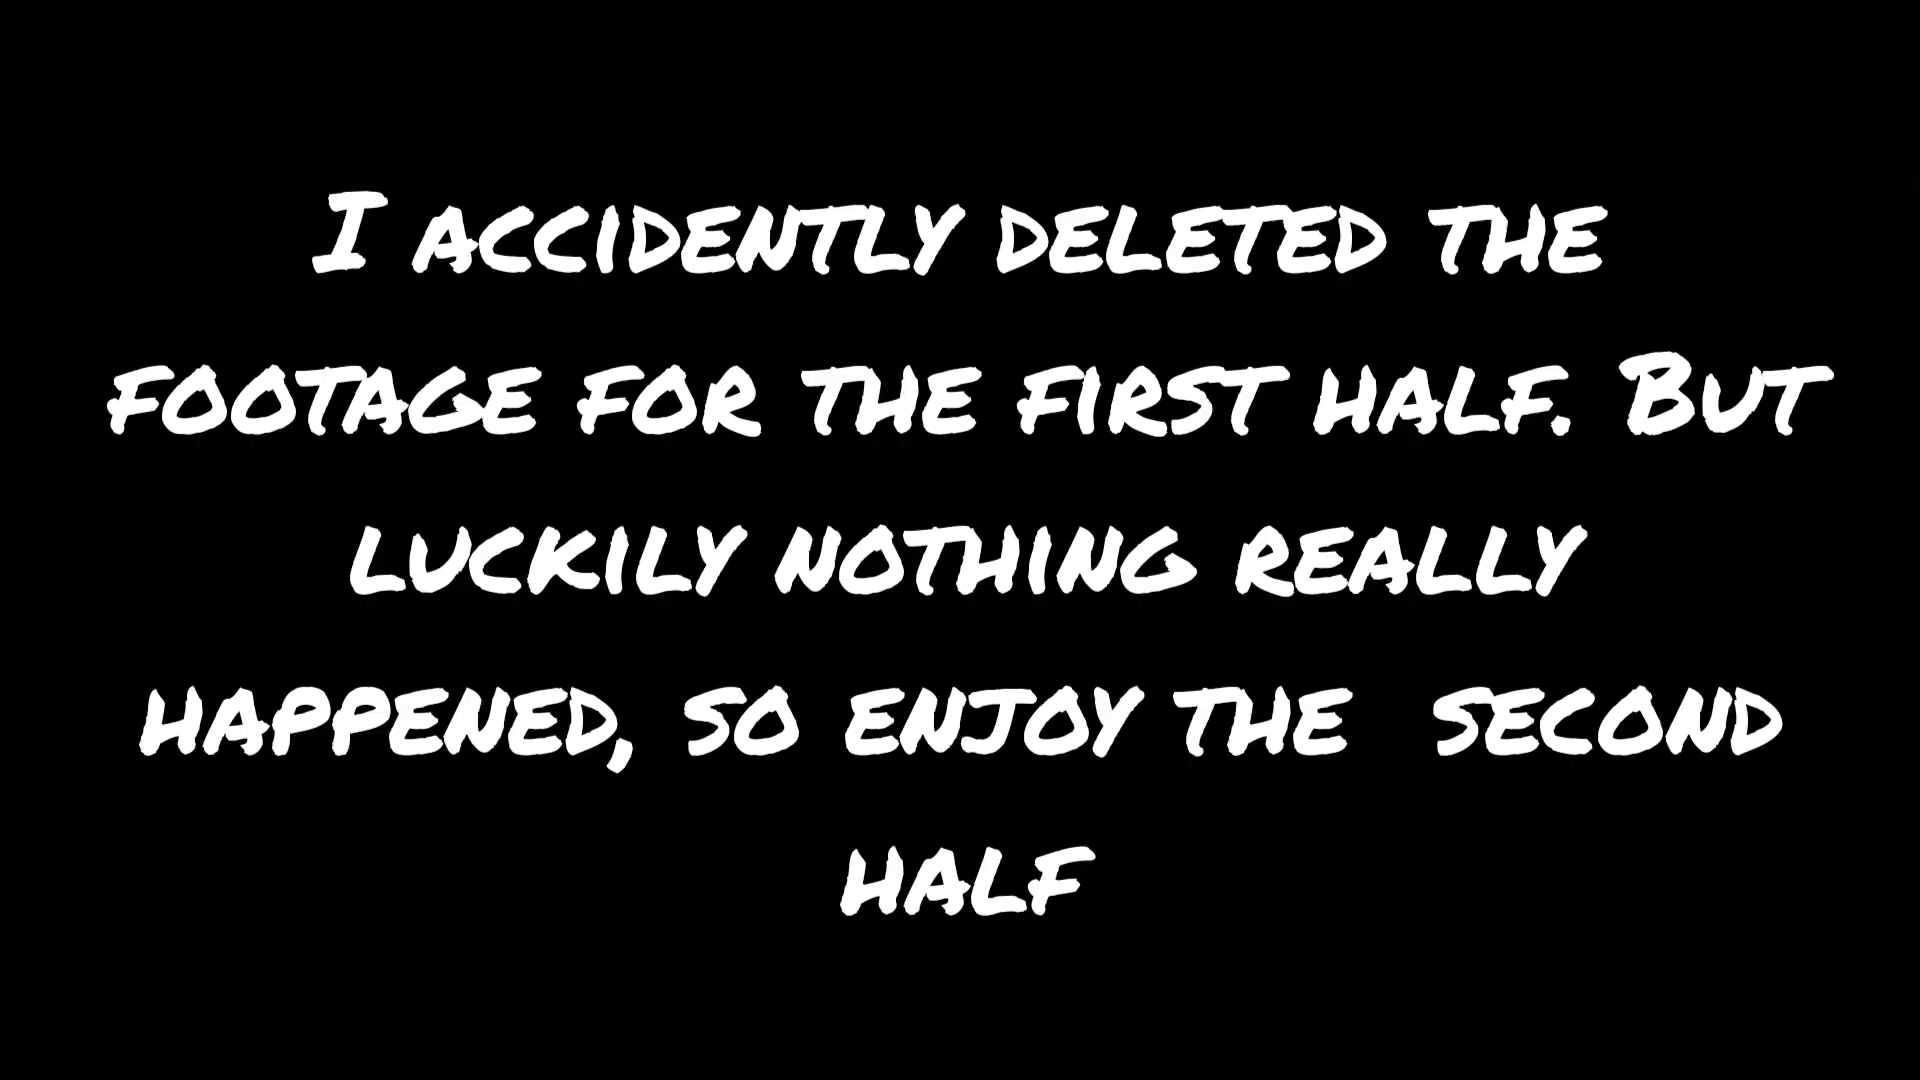 I accidently deleted the
footage for the first half. But
luckily nothing really
happened, so enjoy the  second
half